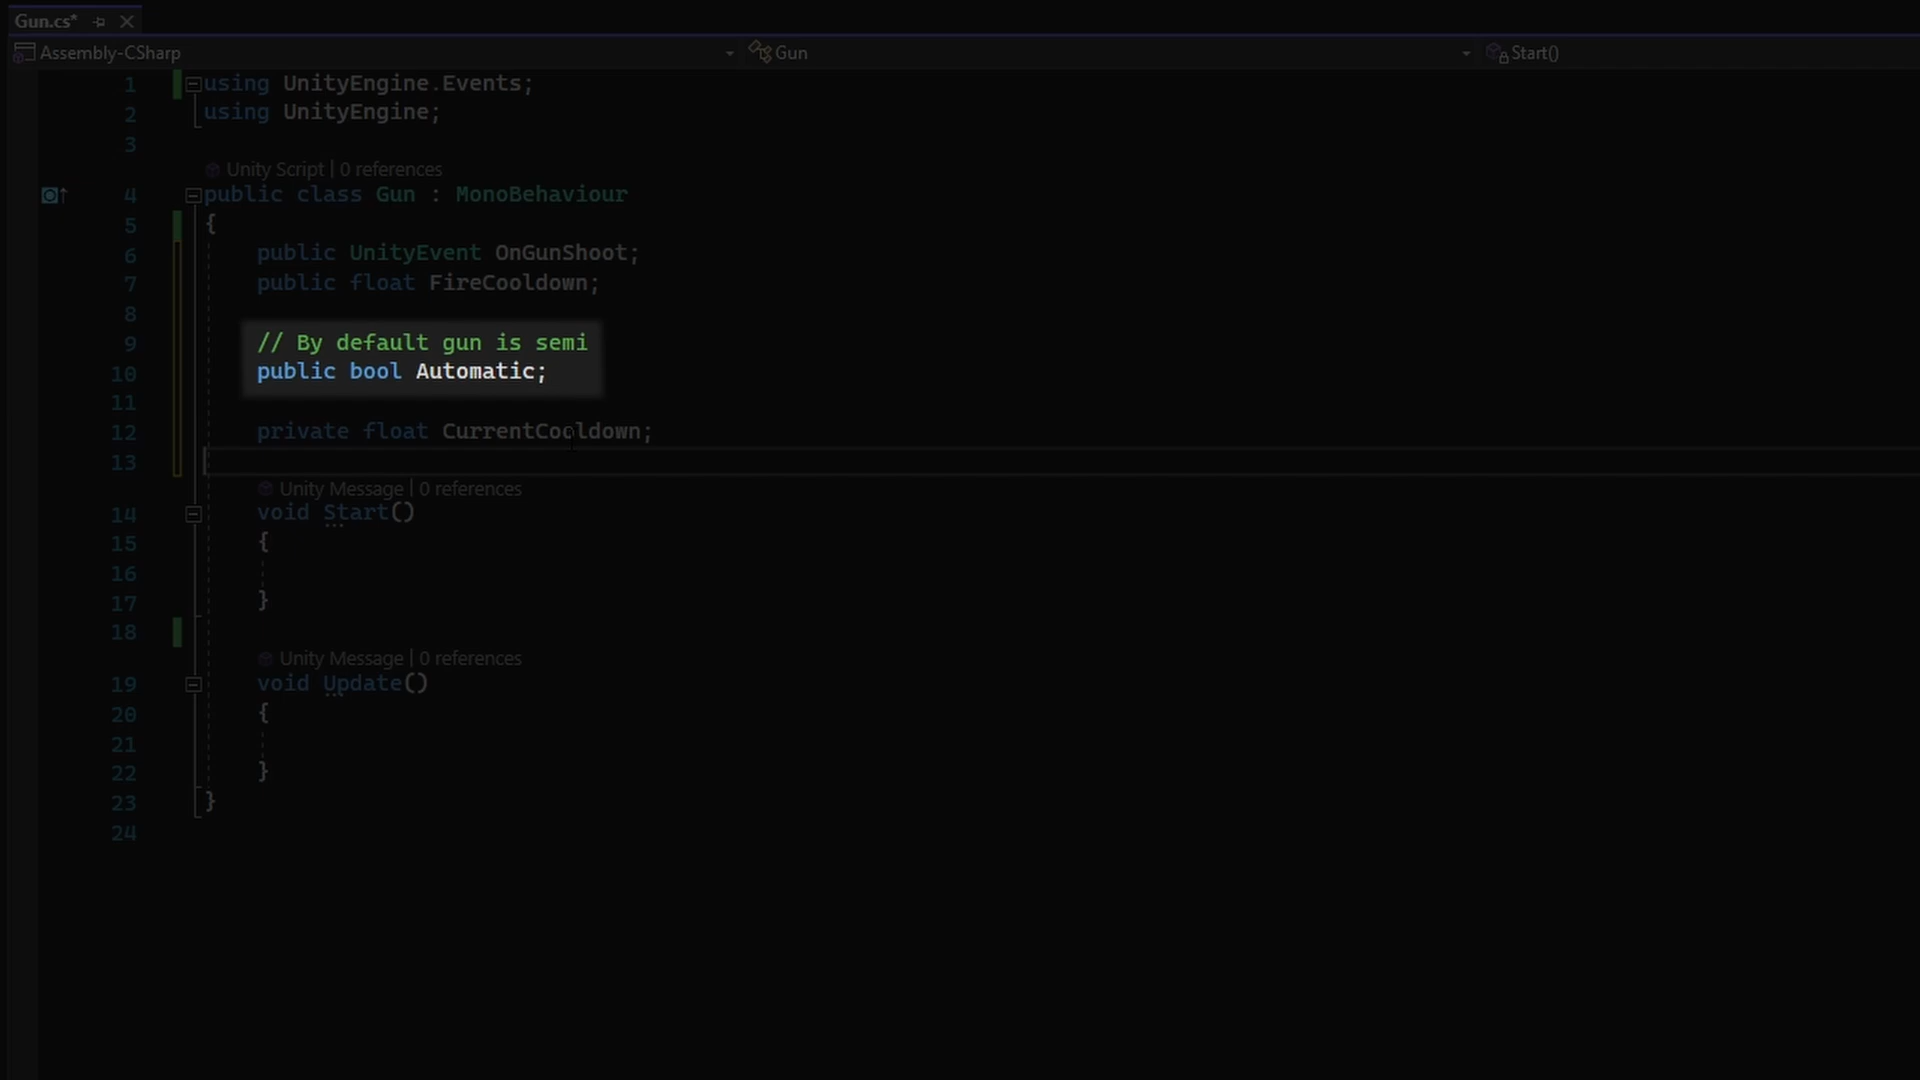 Gun.cs*
Assembly-CSharp Gun Start()
1 using UnityEngine.Events;
2 using UnityEngine;
3
Unity Script | 0 references
4 public class Gun : MonoBehaviour
5 {
6 public UnityEvent OnGunShoot;
7 public float FireCooldown;
8
9 // By default gun is semi
10 public bool Automatic;
11
12 private float CurrentCooldown;
13
Unity Message | 0 references
14 void Start()
15 {
16
17 }
18
Unity Message | 0 references
19 void Update()
20 {
21
22 }
23 }
24